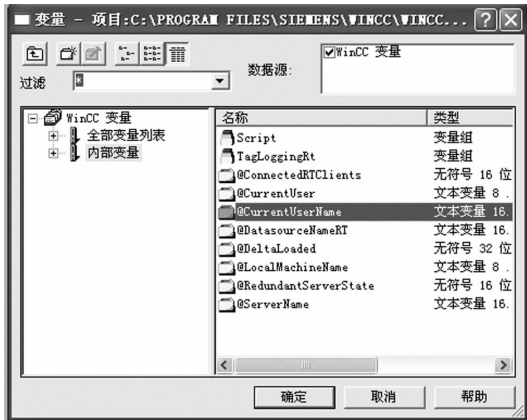 变量 - 项目:C:\PROGRAM FILES\SIEMENS\WINCC\WINCC...
过滤
*
数据源:
WinCC 变量
WinCC 变量
全部变量列表
内部变量
名称 类型
Script 变量组
TagLoggingRt 变量组
@ConnectedRTClients 无符号 16 位
@CurrentUser 文本变量 8 .
@CurrentUserName 文本变量 16.
@DatasourceNameRT 文本变量 16.
@DeltaLoaded 无符号 32 位
@LocalMachineName 文本变量 8 .
@RedundantServerState 无符号 16 位
@ServerName 文本变量 16.
确定 取消 帮助